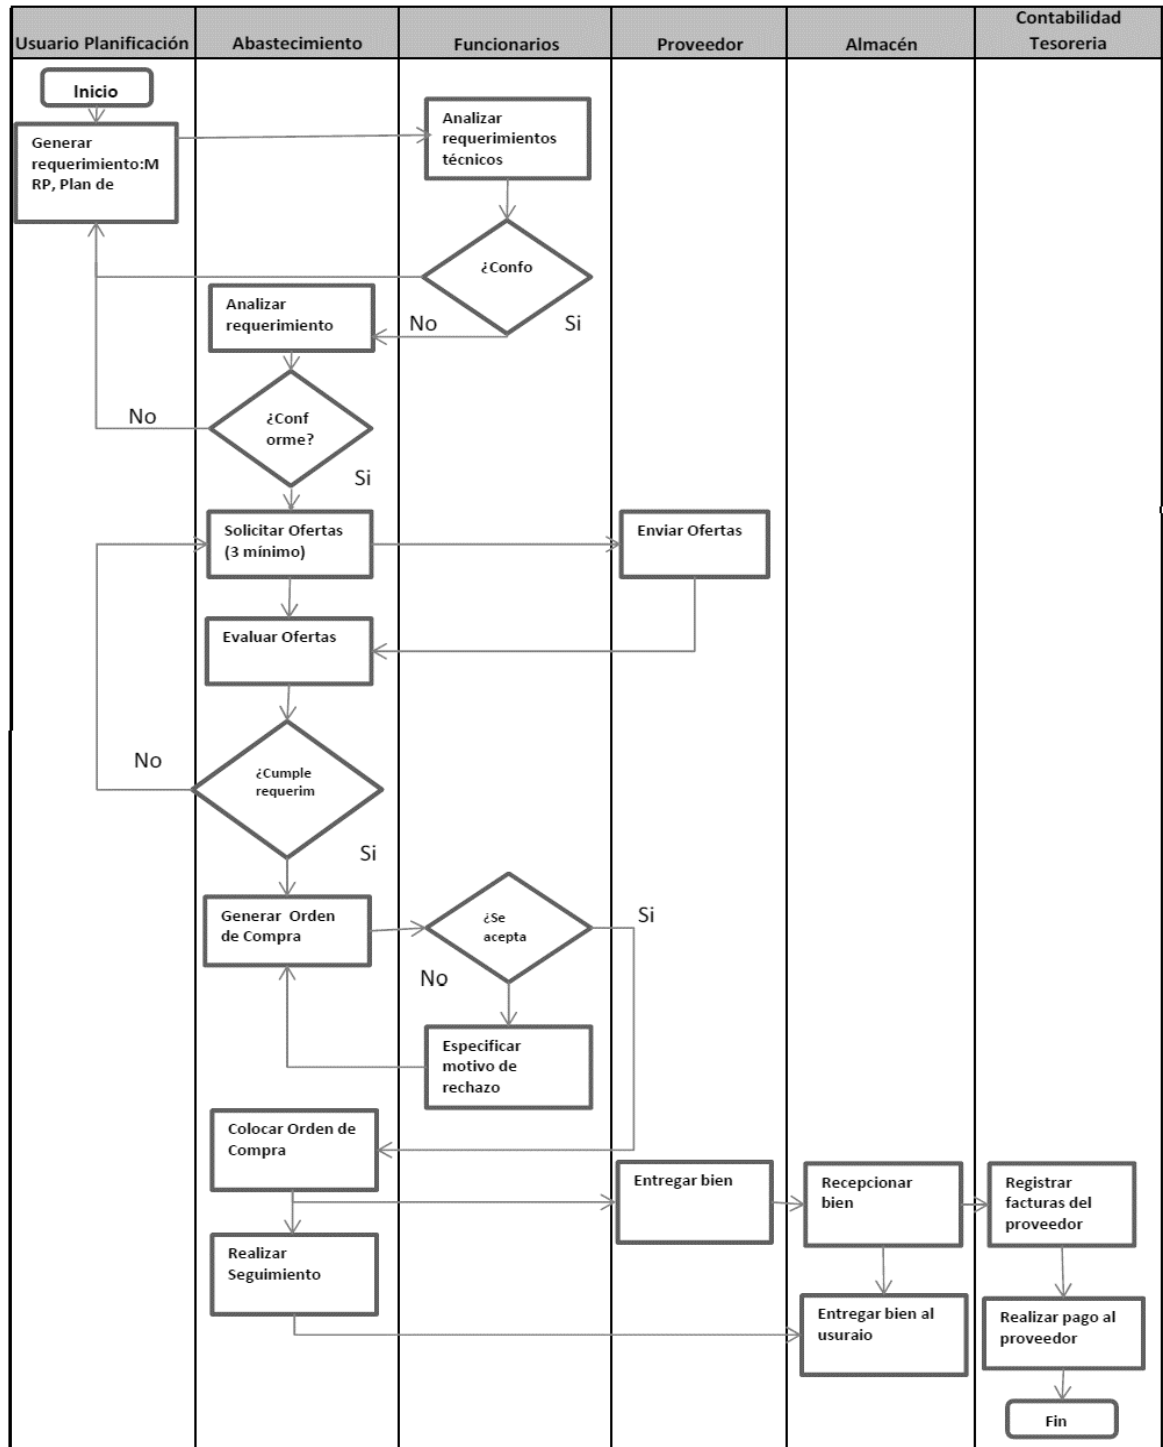 Usuario Planificación
Abastecimiento
Funcionarios
Proveedor
Almacén
Contabilidad
Tesoreria
Inicio
Generar
requerimiento:M
RP, Plan de
Analizar
requerimientos
técnicos
¿Confo
No
Si
Analizar
requerimiento
¿Conf
orme?
No
Si
Solicitar Ofertas
(3 mínimo)
Enviar Ofertas
Evaluar Ofertas
¿Cumple
requerim
No
Si
Generar Orden
de Compra
¿Se
acepta
Si
No
Especificar
motivo de
rechazo
Colocar Orden de
Compra
Entregar bien
Recepcionar
bien
Registrar
facturas del
proveedor
Realizar
Seguimiento
Entregar bien al
usuraio
Realizar pago al
proveedor
Fin